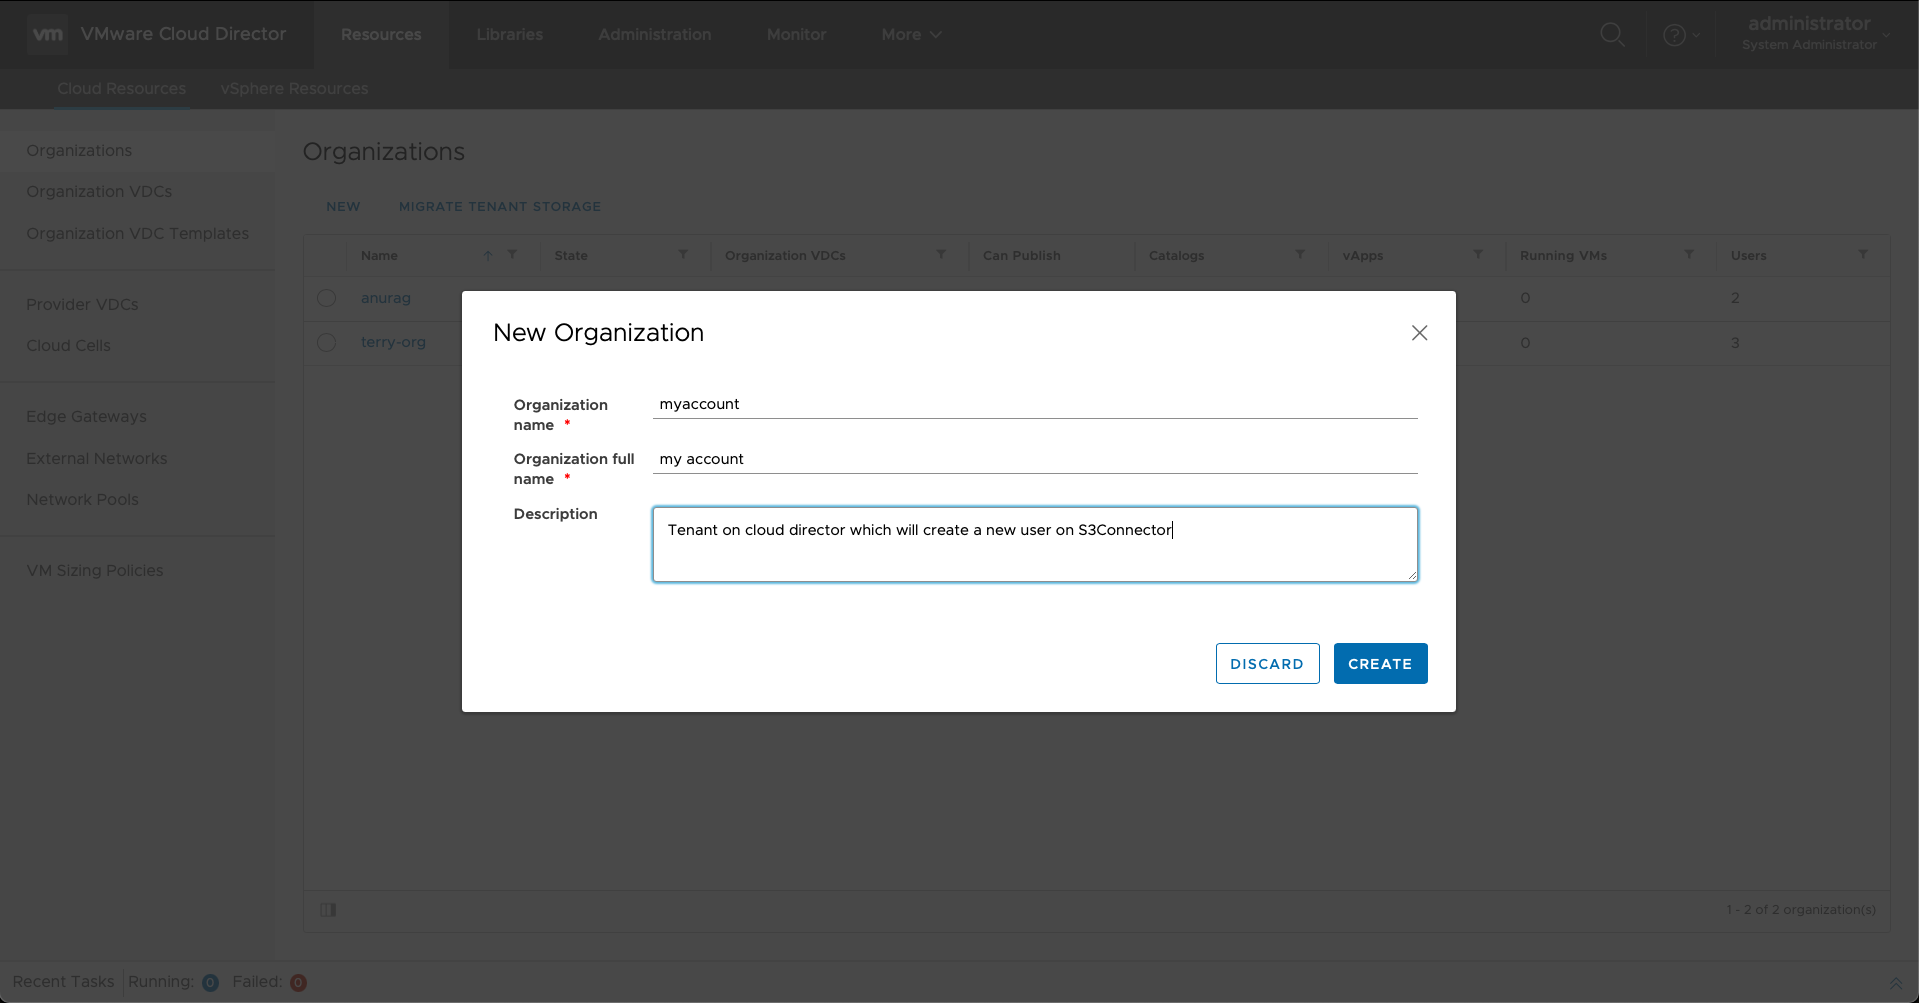 vm VMware Cloud Director Resources Libraries Administration Monitor More administrator
System Administrator
Cloud Resources vSphere Resources
Organizations
Organization VDCs
Organization VDC Templates
Provider VDCs
Cloud Cells
Edge Gateways
External Networks
Network Pools
VM Sizing Policies
Organizations
NEW MIGRATE TENANT STORAGE
Name State Organization VDCs Can Publish Catalogs vApps Running VMs Users
anurag 0 2
terry-org 0 3
New Organization
Organization
name * myaccount
Organization full
name * my account
Description Tenant on cloud director which will create a new user on S3Connector
DISCARD CREATE
1 - 2 of 2 organization(s)
Recent Tasks Running: 0 Failed: 0